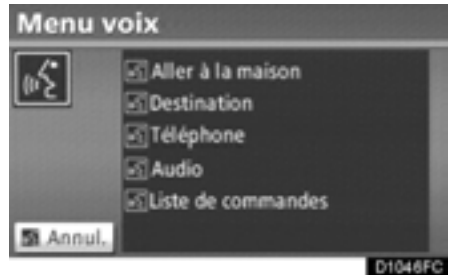 Menu voix
Aller à la maison
Destination
Téléphone
Audio
Liste de commandes
Annul.
D1046FC